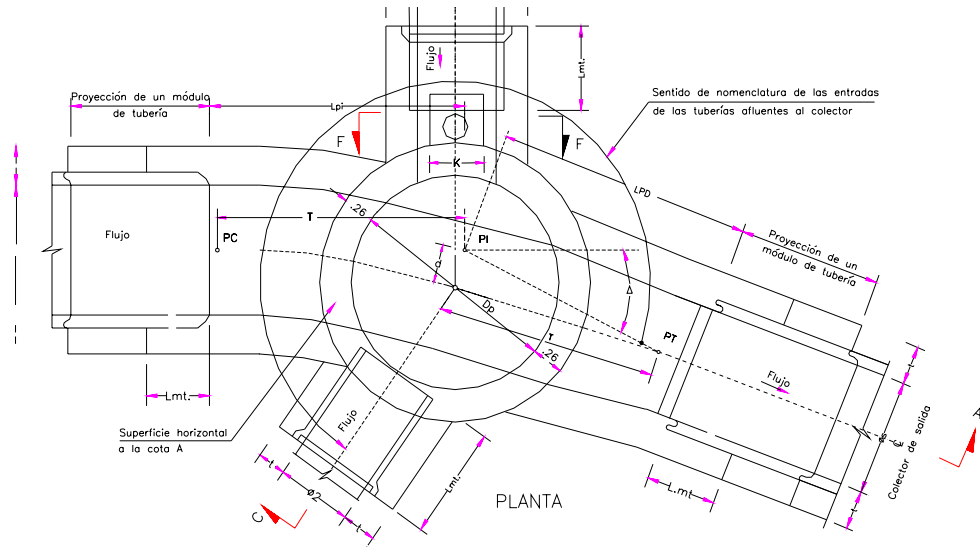 Flujo
Lmt.
Proyección de un módulo
de tubería
Lpi
Sentido de nomenclatura de las entradas
de las tuberías afluentes al colector
F
F
K
LPD
.26
T
Flujo
PC
PI
Proyección de un
módulo de tubería
d
Δ
Dp
T
PT
.26
Flujo
t
Lmt.
Flujo
Superficie horizontal
a la cota A
Colector de salida
℄
t
ø2
t
Lmt.
L.mt
t
C
PLANTA